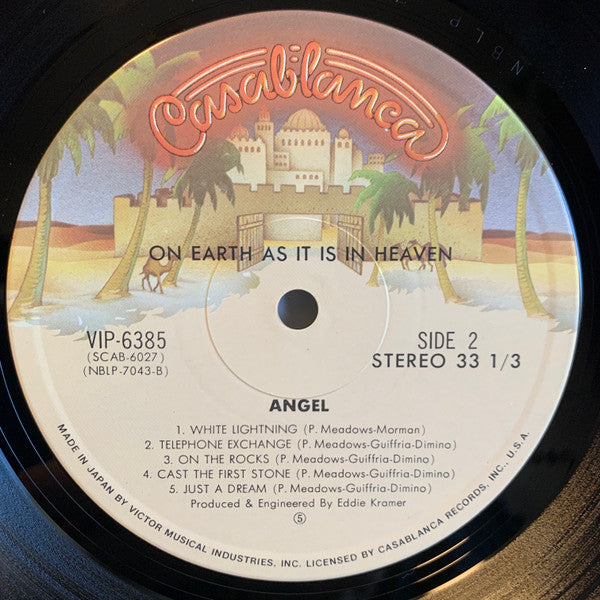 Casablanca
ON EARTH AS IT IS IN HEAVEN
VIP-6385
(SCAB-6027)
(NBLP-7043-B)
SIDE 2
STEREO 33 1/3
ANGEL
1. WHITE LIGHTNING (P. Meadows-Morman)
2. TELEPHONE EXCHANGE (P. Meadows-Guiffria-Dimino)
3. ON THE ROCKS (P. Meadows-Guiffria-Dimino)
4. CAST THE FIRST STONE (P. Meadows-Guiffria-Dimino)
5. JUST A DREAM (P. Meadows-Guiffria-Dimino)
Produced & Engineered By Eddie Kramer
⑤
MADE IN JAPAN BY VICTOR MUSICAL INDUSTRIES, INC. LICENSED BY CASABLANCA RECORDS, INC., U.S.A.